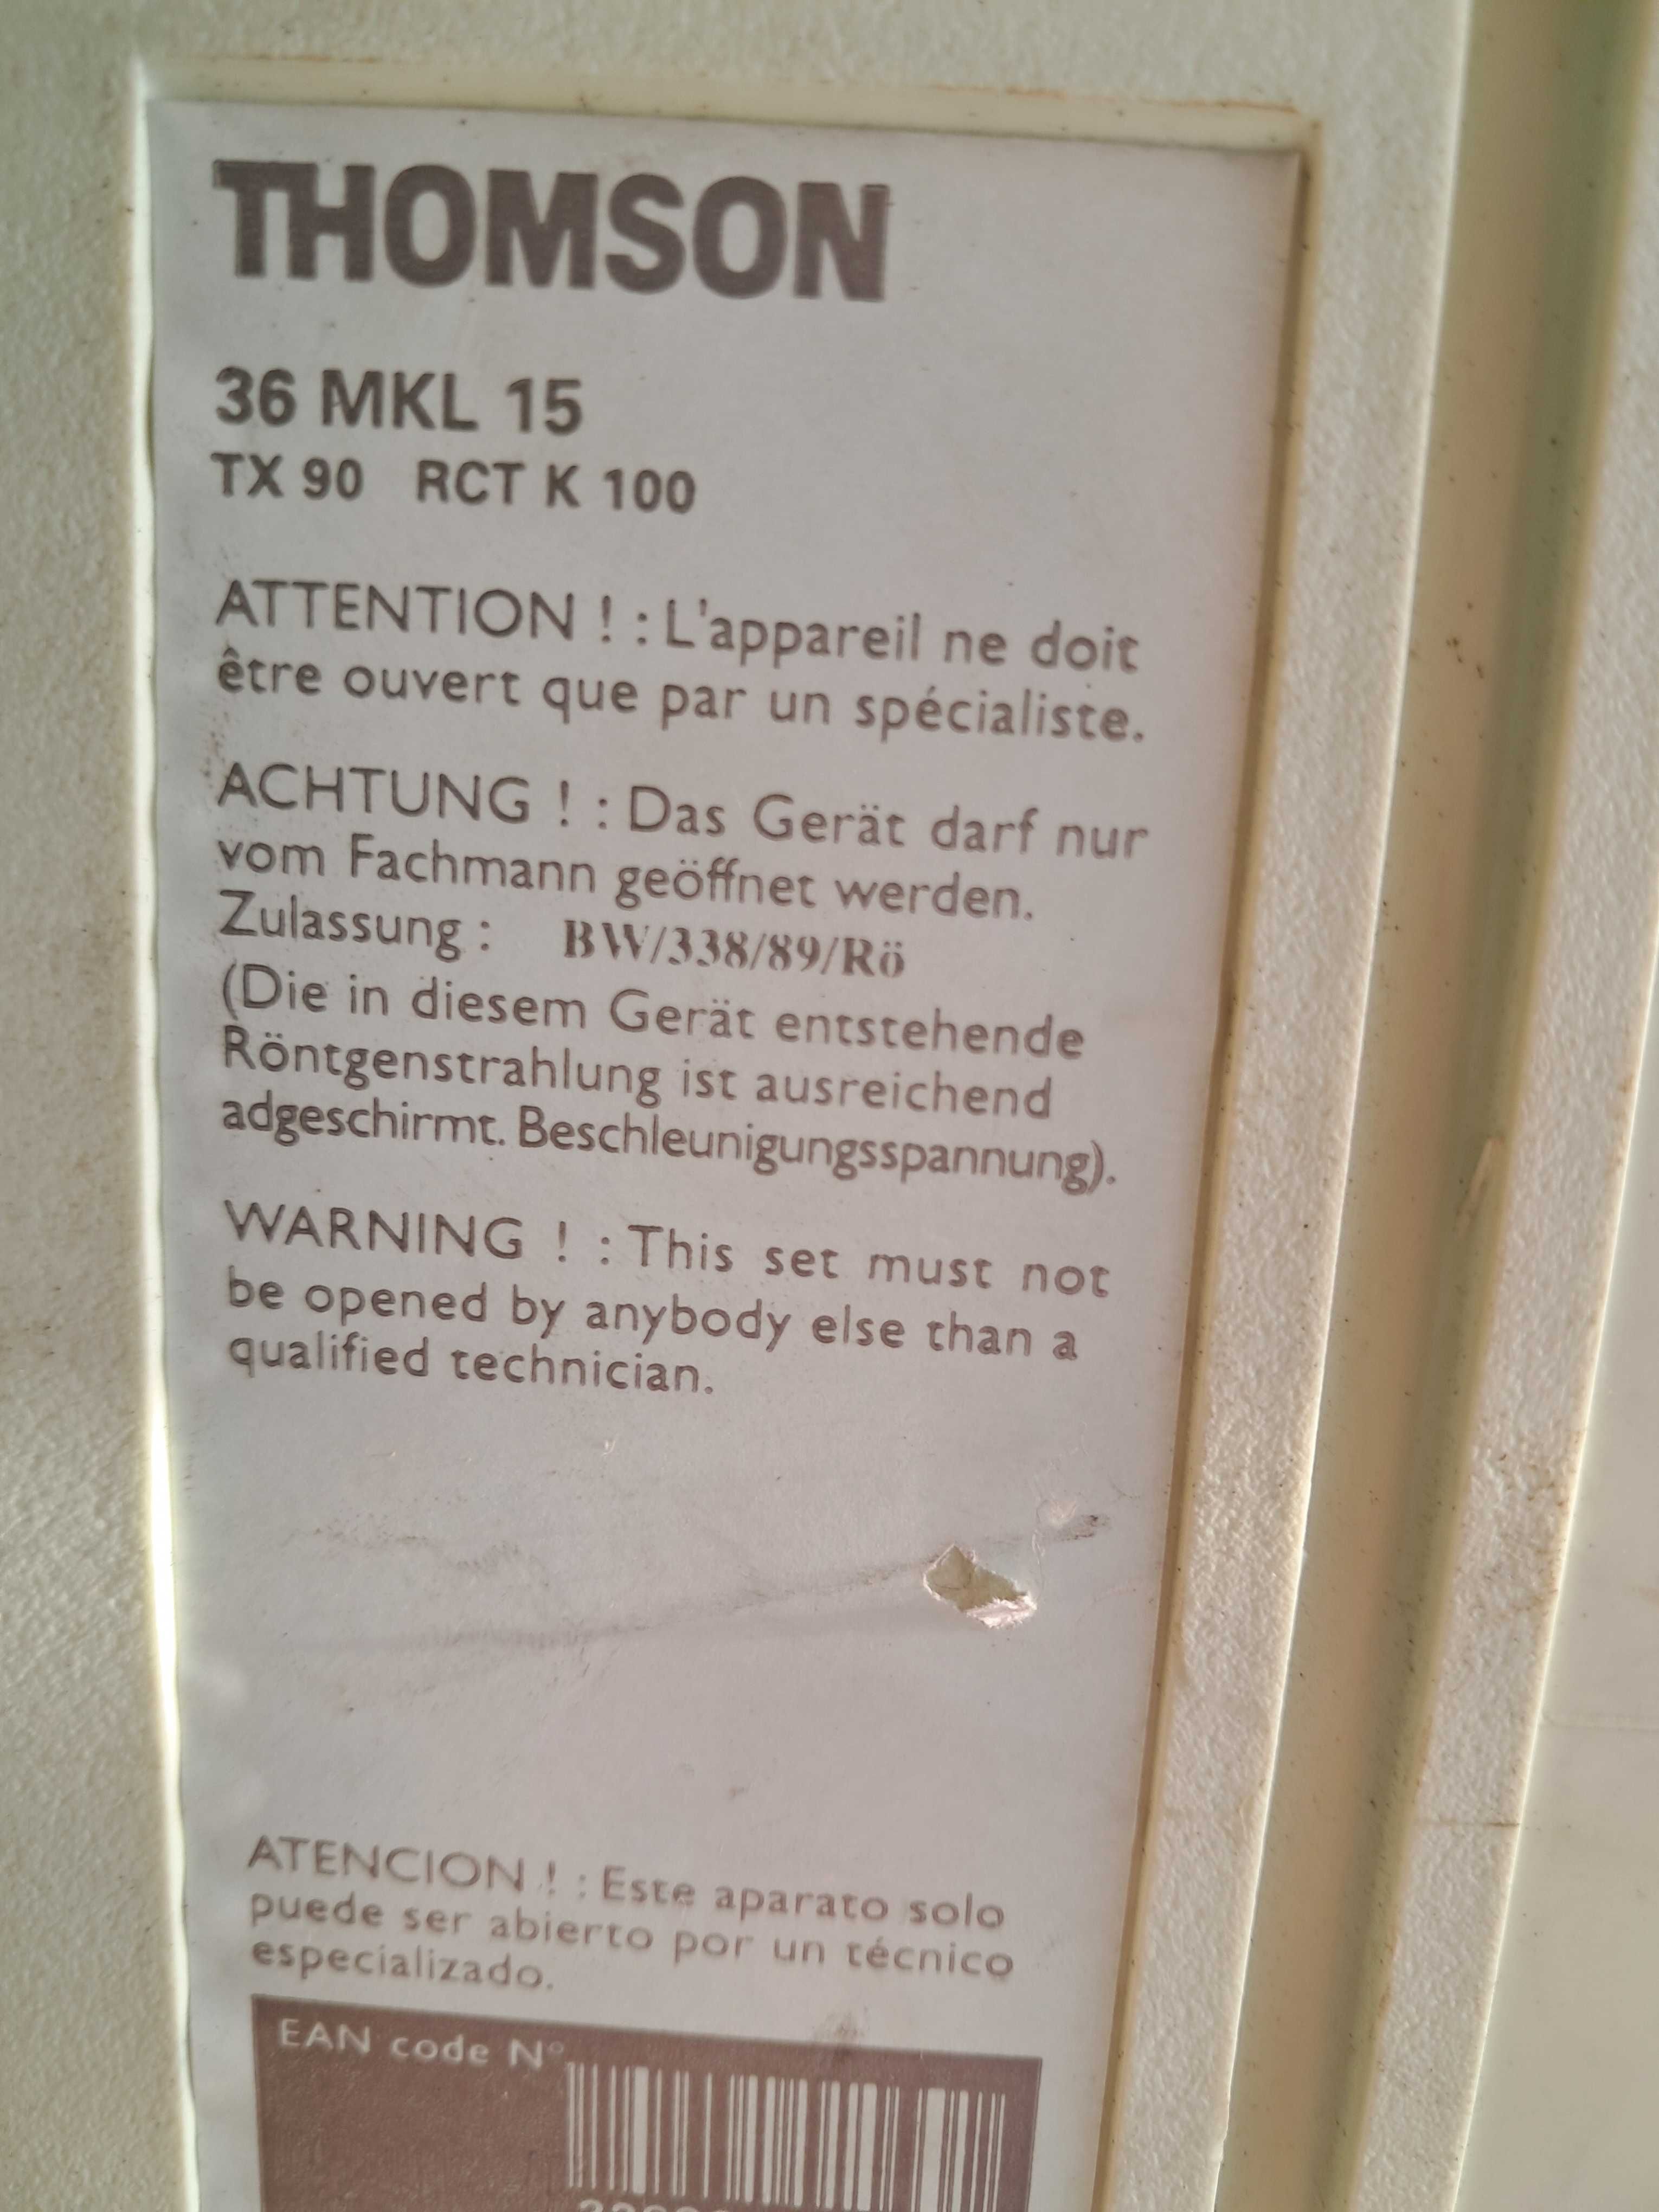 THOMSON
36 MKL 15
TX 90 RCT K 100
ATTENTION ! : L'appareil ne doit
être ouvert que par un spécialiste.
ACHTUNG ! : Das Gerät darf nur
vom Fachmann geöffnet werden.
Zulassung : BW/338/89/Rö
(Die in diesem Gerät entstehende
Röntgenstrahlung ist ausreichend
adgeschirmt. Beschleunigungsspannung).
WARNING ! : This set must not
be opened by anybody else than a
qualified technician.
ATENCION ! : Este aparato solo
puede ser abierto por un técnico
especializado.
EAN code N°